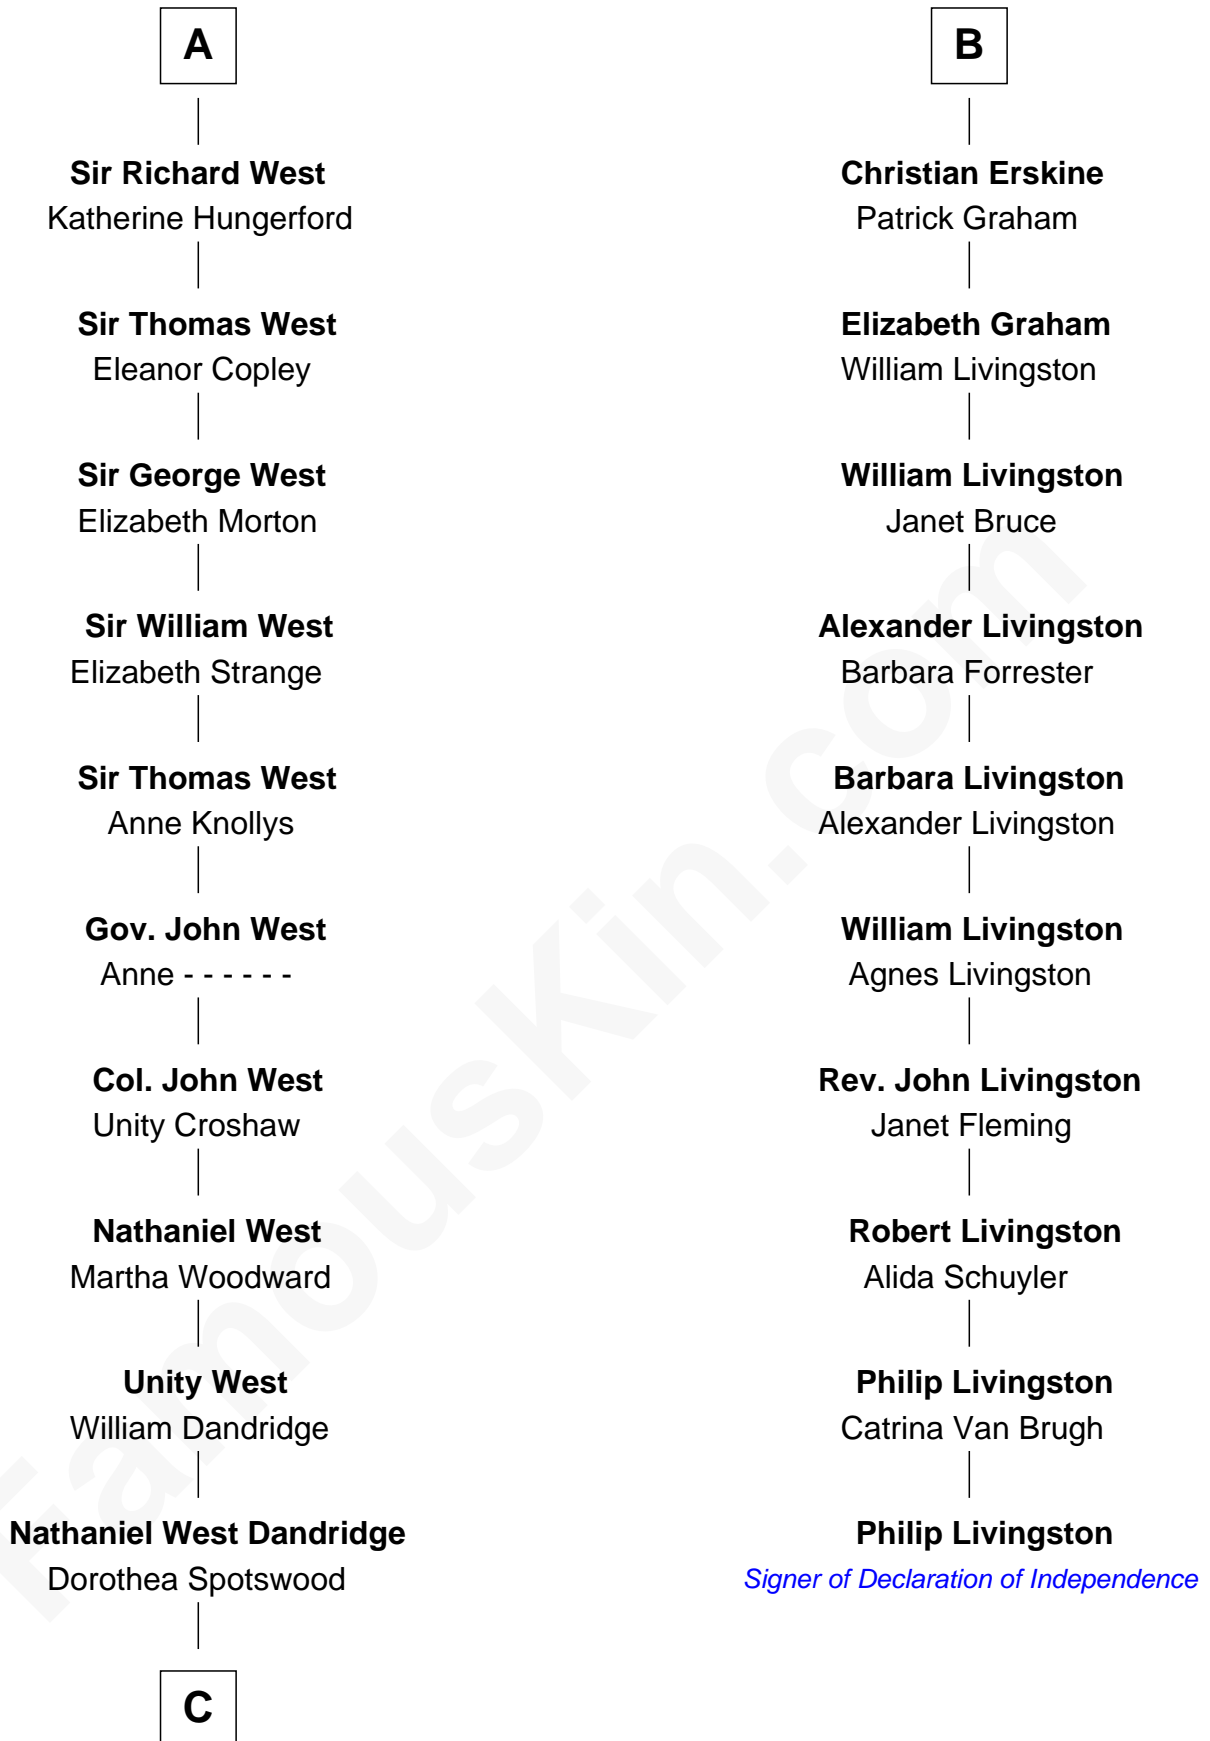 A
Sir Richard West
Katherine Hungerford
Sir Thomas West
Eleanor Copley
Sir George West
Elizabeth Morton
Sir William West
Elizabeth Strange
Sir Thomas West
Anne Knollys
Gov. John West
Anne - - - - - -
Col. John West
Unity Croshaw
Nathaniel West
Martha Woodward
Unity West
William Dandridge
Nathaniel West Dandridge
Dorothea Spotswood
C
B
Christian Erskine
Patrick Graham
Elizabeth Graham
William Livingston
William Livingston
Janet Bruce
Alexander Livingston
Barbara Forrester
Barbara Livingston
Alexander Livingston
William Livingston
Agnes Livingston
Rev. John Livingston
Janet Fleming
Robert Livingston
Alida Schuyler
Philip Livingston
Catrina Van Brugh
Philip Livingston
Signer of Declaration of Independence
FamousKin.com